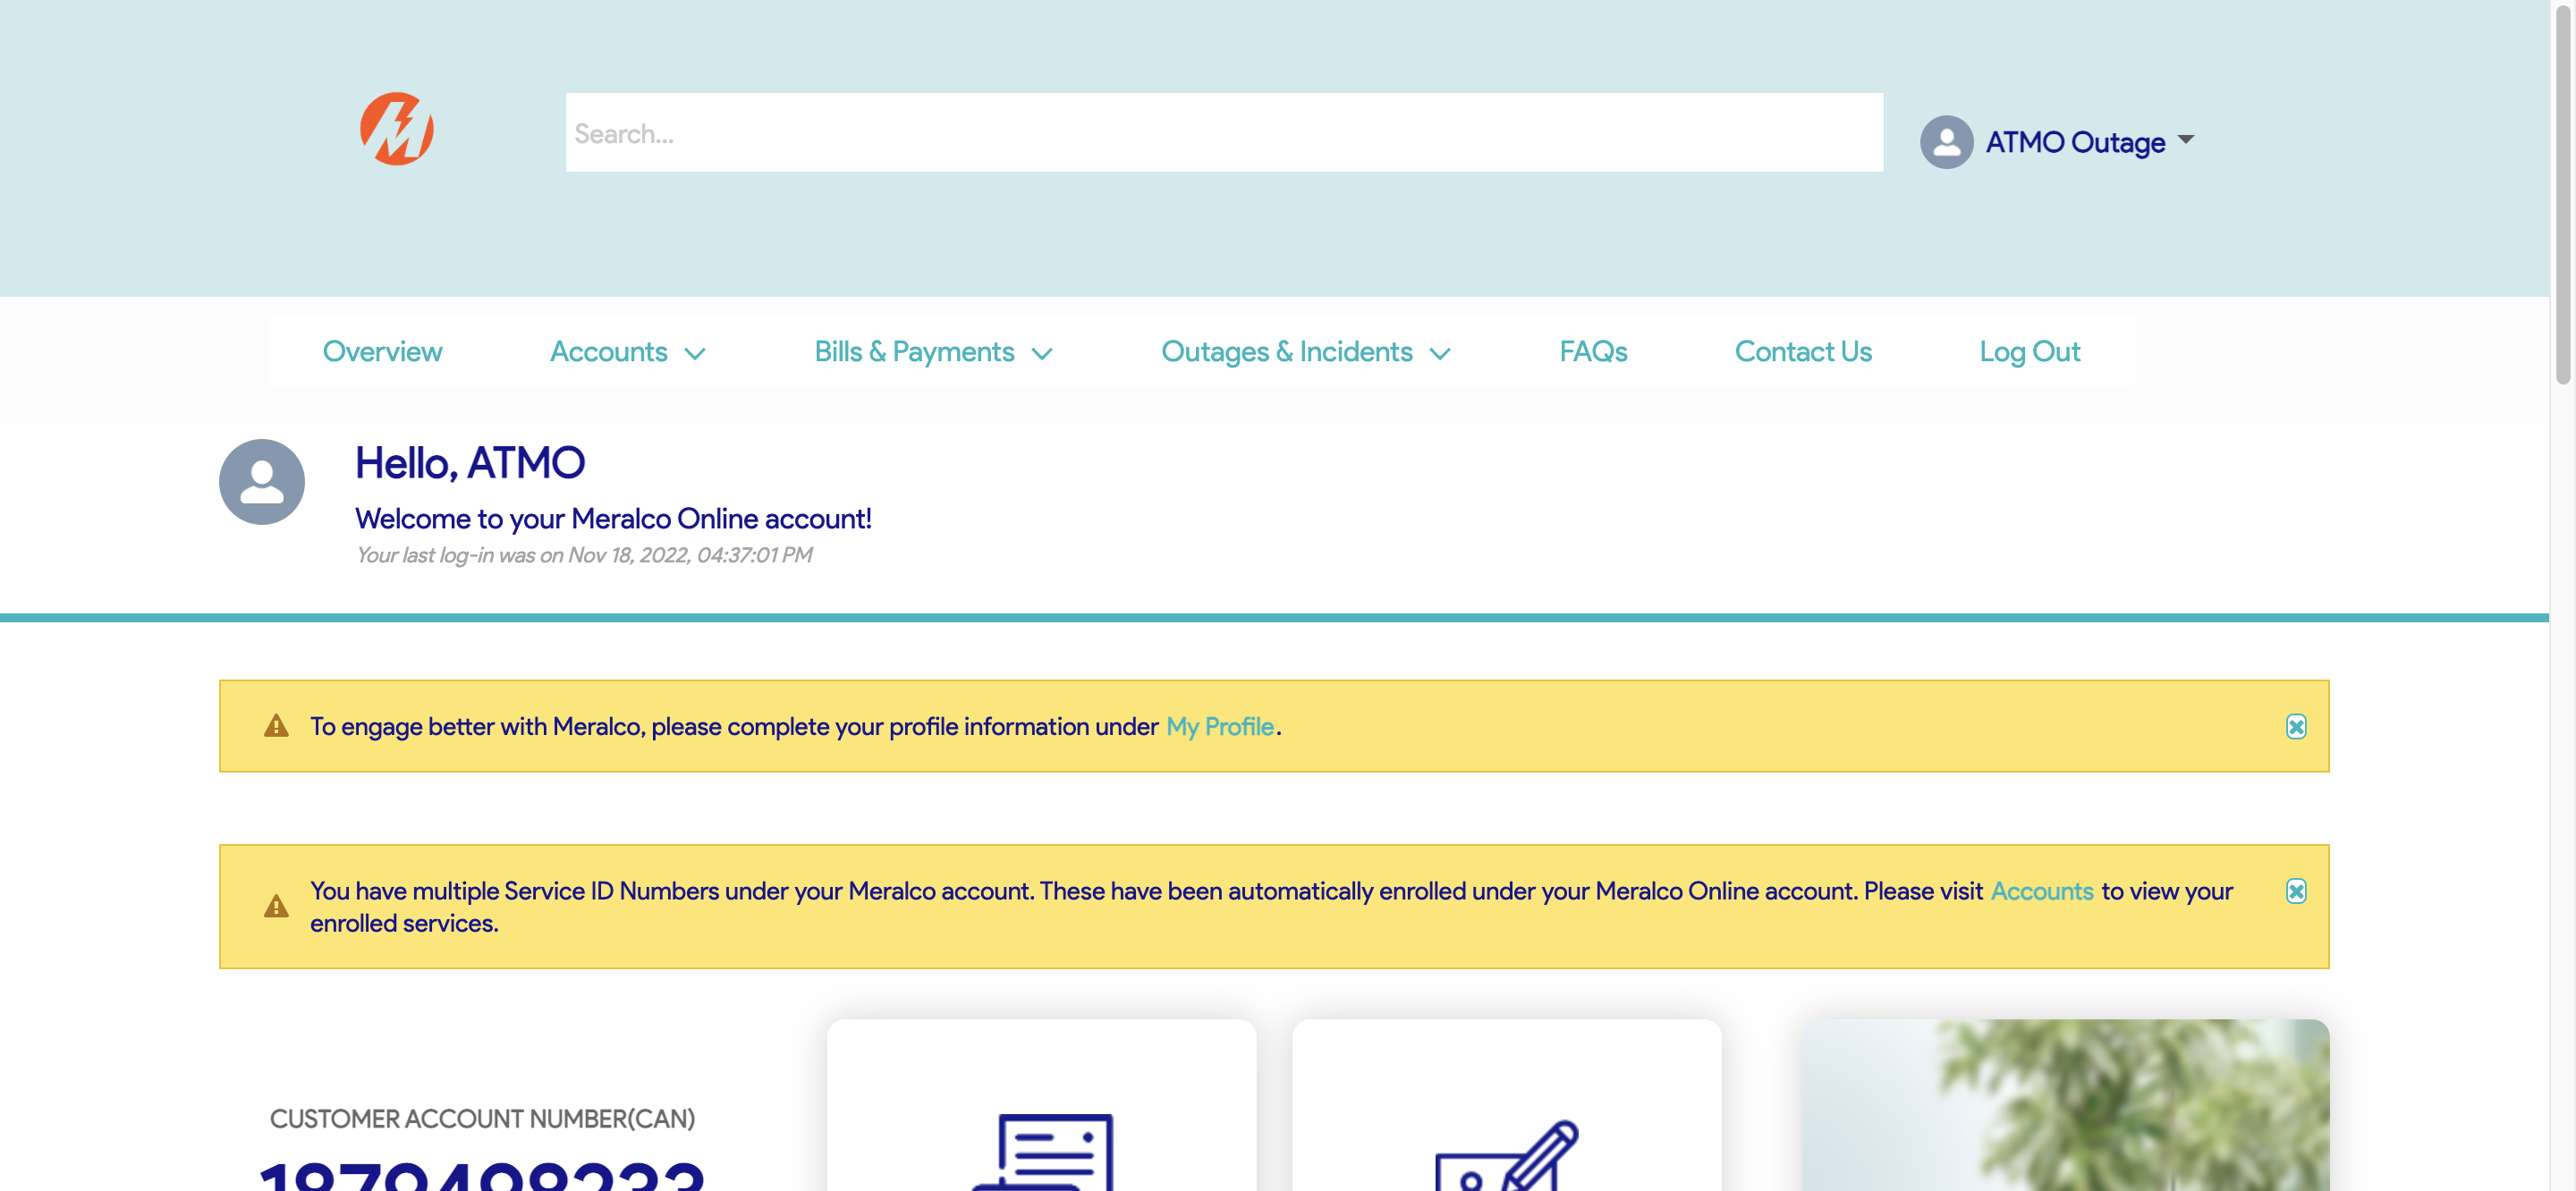 Search...
ATMO Outage
Overview
Accounts
Bills & Payments
Outages & Incidents
FAQs
Contact Us
Log Out
Hello, ATMO
Welcome to your Meralco Online account!
Your last log-in was on Nov 18, 2022, 04:37:01 PM
To engage better with Meralco, please complete your profile information under My Profile.
You have multiple Service ID Numbers under your Meralco account. These have been automatically enrolled under your Meralco Online account. Please visit Accounts to view your
enrolled services.
CUSTOMER ACCOUNT NUMBER(CAN)